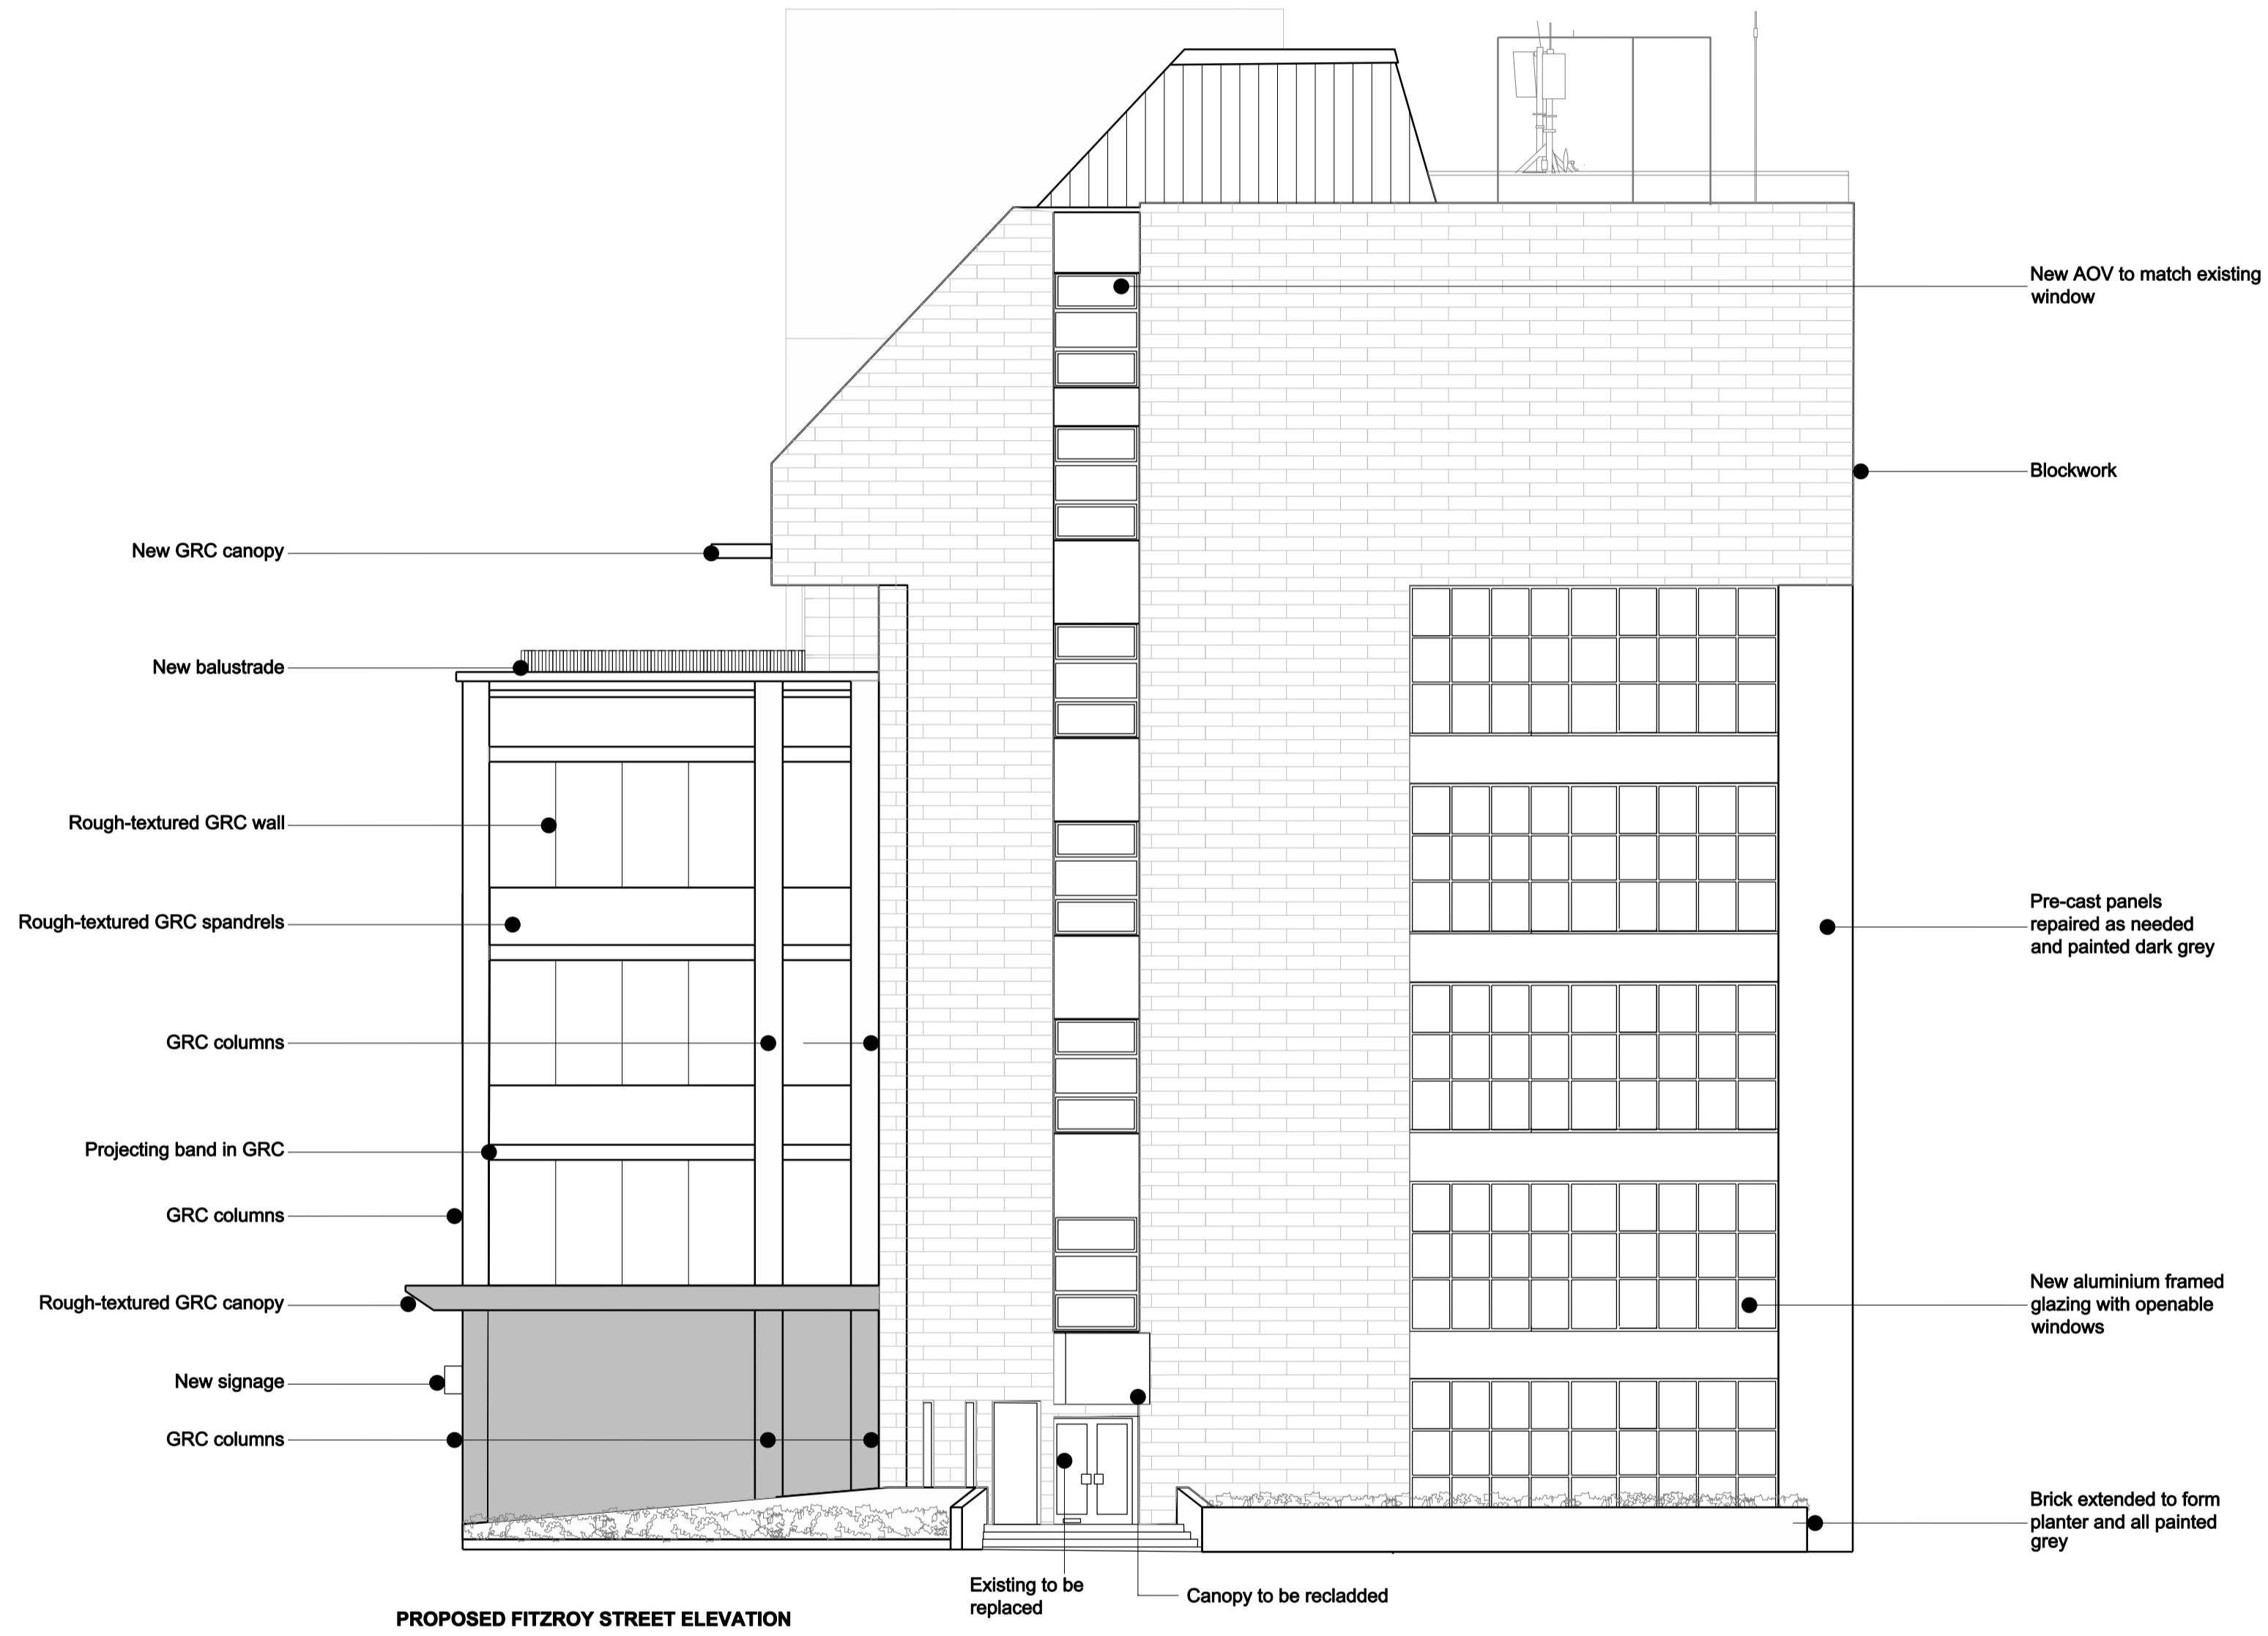 New AOV to match existing
window
Blockwork
New GRC canopy
New balustrade
Rough-textured GRC wall
Rough-textured GRC spandrels
Pre-cast panels
repaired as needed
and painted dark grey
GRC columns
Projecting band in GRC
GRC columns
Rough-textured GRC canopy
New aluminium framed
glazing with openable
windows
New signage
GRC columns
Brick extended to form
planter and all painted
grey
Existing to be
replaced
Canopy to be recladded
PROPOSED FITZROY STREET ELEVATION